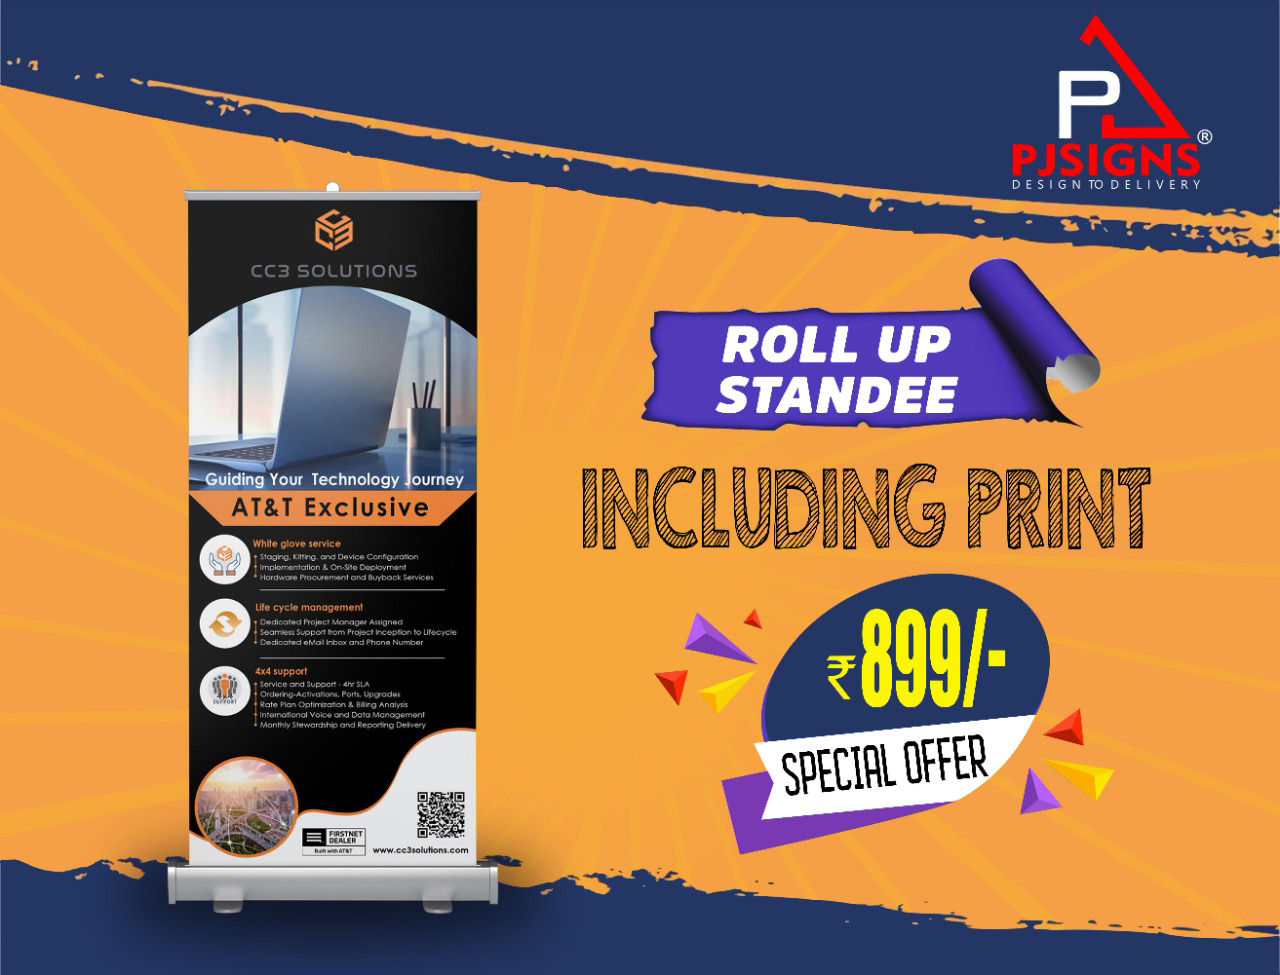 PJ
PJSIGNS®
DESIGN TO DELIVERY
CC3
CC3 SOLUTIONS
Guiding Your Technology Journey
AT&T Exclusive
White glove service
Staging, Kitting, and Device Configuration
Implementation & On-Site Deployment
Hardware Procurement and Buyback Services
Life cycle management
Dedicated Project Manager Assigned
Seamless Support from Project Inception to Lifecycle
Dedicated eMail Inbox and Phone Number
4x4 support
SUPPORT
Service and Support - 4hr SLA
Ordering-Activations, Ports, Upgrades
Rate Plan Optimization & Billing Analysis
International Voice and Data Management
Monthly Stewardship and Reporting Delivery
FIRSTNET
DEALER
Built with AT&T
www.cc3solutions.com
ROLL UP
STANDEE
INCLUDING PRINT
₹899/-
SPECIAL OFFER